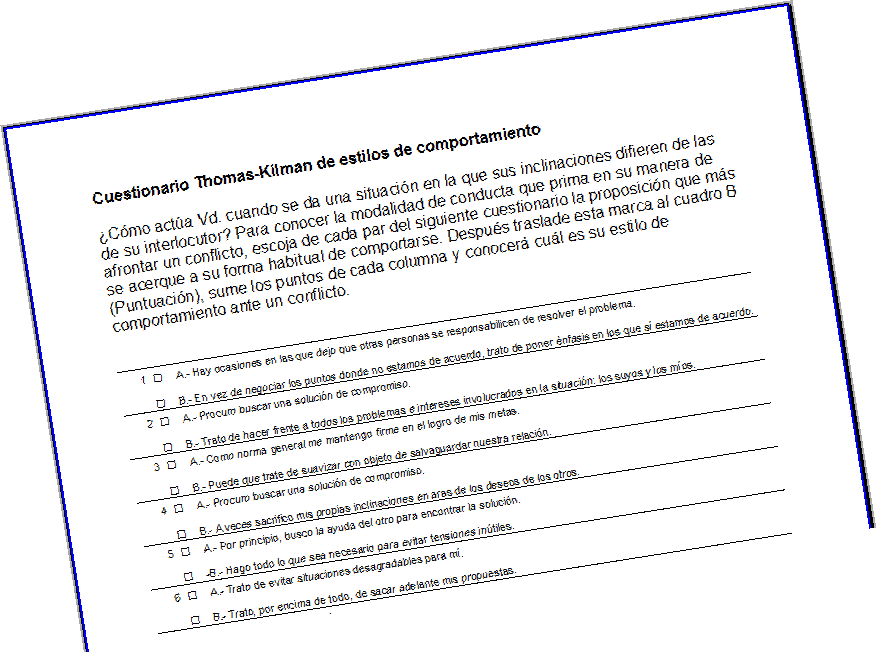 Cuestionario Thomas-Kilman de estilos de comportamiento
¿Cómo actúa Vd. cuando se da una situación en la que sus inclinaciones difieren de las
de su interlocutor? Para conocer la modalidad de conducta que prima en su manera de
afrontar un conflicto, escoja de cada par del siguiente cuestionario la proposición que más
se acerque a su forma habitual de comportarse. Después traslade esta marca al cuadro B
(Puntuación), sume los puntos de cada columna y conocerá cuál es su estilo de
comportamiento ante un conflicto.
1 □ A.- Hay ocasiones en las que dejo que otras personas se responsabilicen de resolver el problema.
□ B.- En vez de negociar los puntos donde no estamos de acuerdo, trato de poner énfasis en los que sí estamos de acuerdo.
2 □ A.- Procuro buscar una solución de compromiso.
□ B.- Trato de hacer frente a todos los problemas e intereses involucrados en la situación: los suyos y los míos.
3 □ A.- Como norma general me mantengo firme en el logro de mis metas.
□ B.- Puede que trate de suavizar con objeto de salvaguardar nuestra relación.
4 □ A.- Procuro buscar una solución de compromiso.
□ B.- A veces sacrifico mis propias inclinaciones en aras de los deseos de los otros.
5 □ A.- Por principio, busco la ayuda del otro para encontrar la solución.
□ -B.- Hago todo lo que sea necesario para evitar tensiones inútiles.
6 □ A.- Trato de evitar situaciones desagradables para mí.
□ B.- Trato, por encima de todo, de sacar adelante mis propuestas.